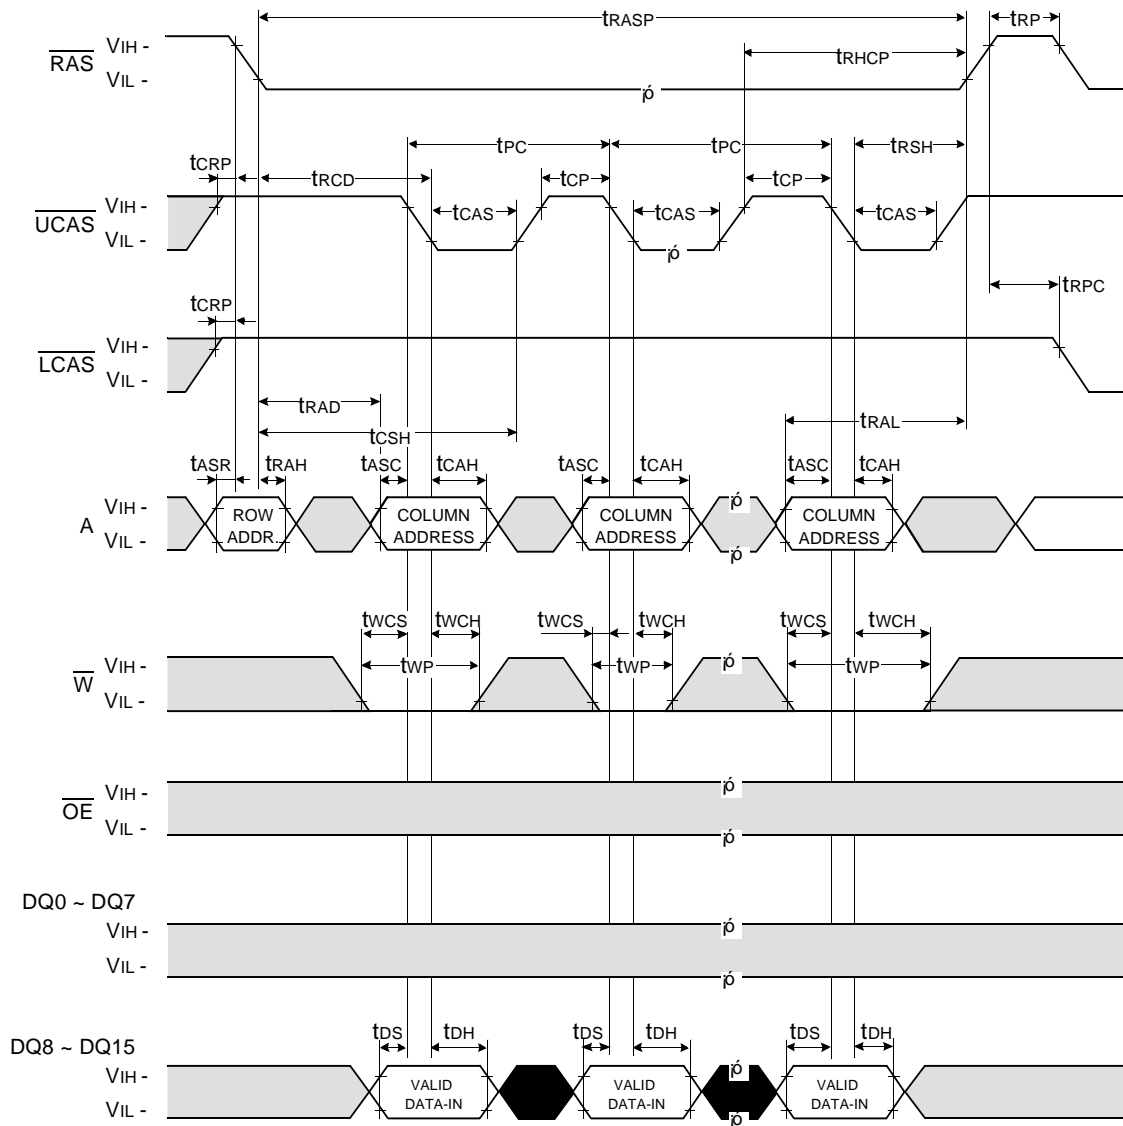 tRASP
tRP
RAS
VIH -
VIL -
tRHCP
¡ó
tPC
tPC
tRSH
tCRP
tRCD
tCP
tCP
UCAS
VIH -
VIL -
tCAS
tCAS
tCAS
¡ó
tRPC
tCRP
LCAS
VIH -
VIL -
tRAD
tCSH
tRAL
tASR
tRAH
tASC
tCAH
tASC
tCAH
tASC
tCAH
A
VIH -
VIL -
ROW
ADDR.
COLUMN
ADDRESS
COLUMN
ADDRESS
¡ó
¡ó
COLUMN
ADDRESS
tWCS
tWCH
tWCS
tWCH
tWCS
tWCH
W
VIH -
VIL -
tWP
tWP
¡ó
tWP
OE
VIH -
VIL -
¡ó
¡ó
DQ0 ~ DQ7
VIH -
VIL -
¡ó
¡ó
DQ8 ~ DQ15
tDS
tDH
tDS
tDH
tDS
tDH
VIH -
VIL -
VALID
DATA-IN
VALID
DATA-IN
¡ó
¡ó
VALID
DATA-IN